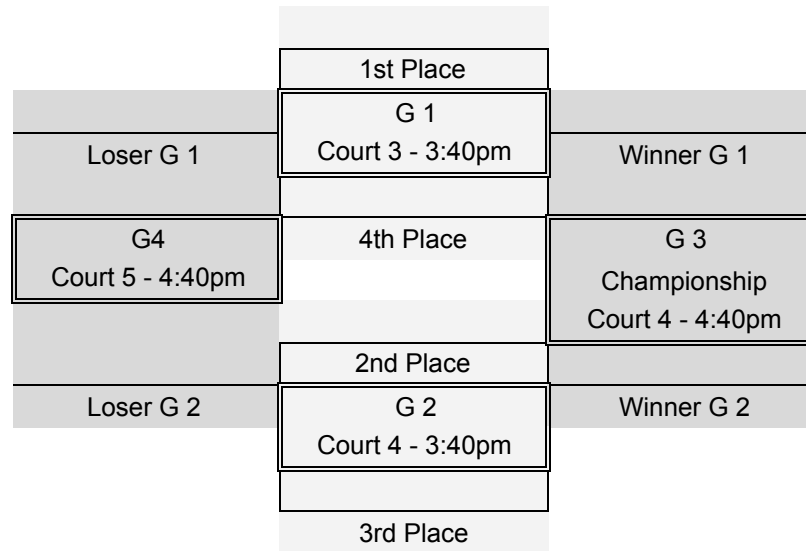 1st Place
G 1
Court 3 - 3:40pm
Loser G 1
Winner G 1
G4
Court 5 - 4:40pm
4th Place
G 3
Championship
Court 4 - 4:40pm
2nd Place
Loser G 2
G 2
Court 4 - 3:40pm
Winner G 2
3rd Place